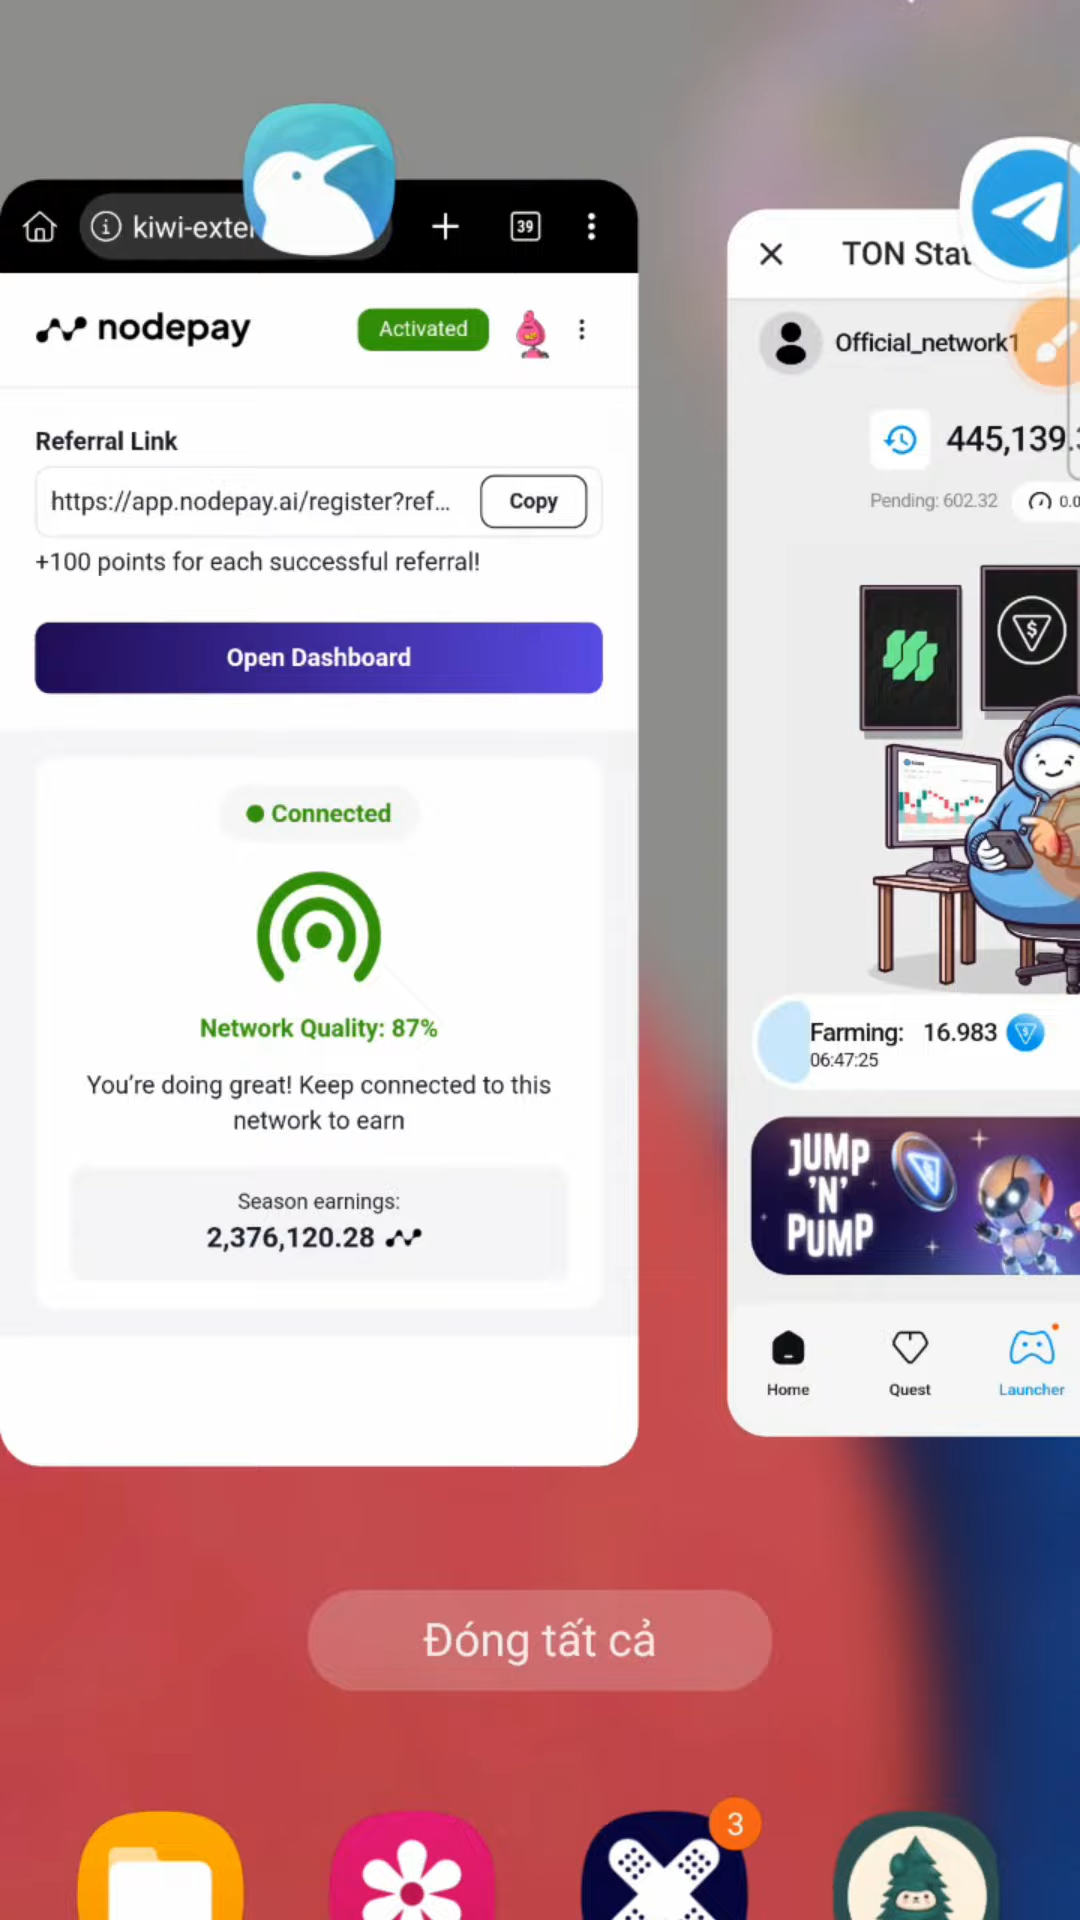 kiwi-exte
39
nodepay
Activated
Referral Link
https://app.nodepay.ai/register?ref...
Copy
+100 points for each successful referral!
Open Dashboard
Connected
Network Quality: 87%
You're doing great! Keep connected to this
network to earn
Season earnings:
2,376,120.28
TON Stat
Official_network1
445,139.
Pending: 602.32
0.0
Farming: 16.983
06:47:25
JUMP
'N'
PUMP
Home
Quest
Launcher
Đóng tất cả
3